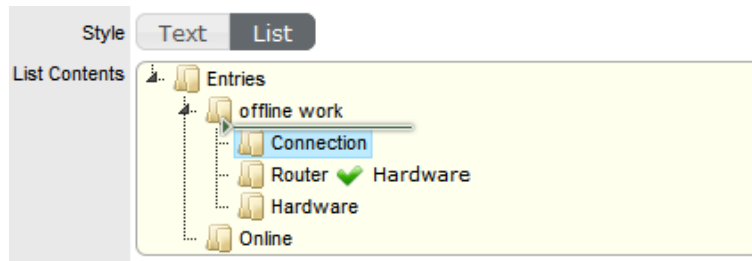 Style Text List
List Contents Entries
offline work
Connection
Router Hardware
Hardware
Online